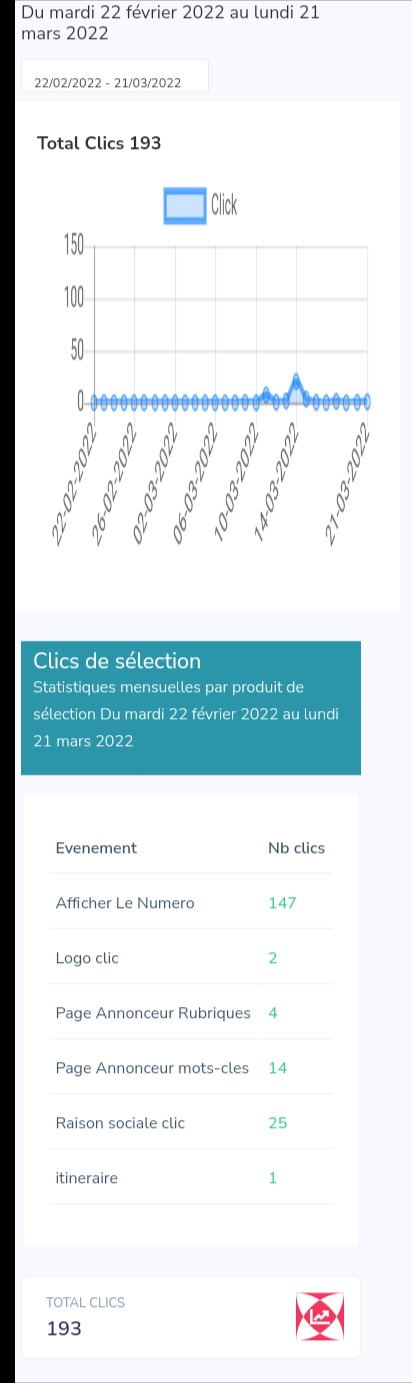 Du mardi 22 février 2022 au lundi 21
mars 2022
22/02/2022 - 21/03/2022
Total Clics 193
Click
150
100
50
0
22-02-2022
26-02-2022
02-03-2022
06-03-2022
10-03-2022
14-03-2022
21-03-2022
Clics de sélection
Statistiques mensuelles par produit de
sélection Du mardi 22 février 2022 au lundi
21 mars 2022
Evenement Nb clics
Afficher Le Numero 147
Logo clic 2
Page Annonceur Rubriques 4
Page Annonceur mots-cles 14
Raison sociale clic 25
itineraire 1
TOTAL CLICS
193